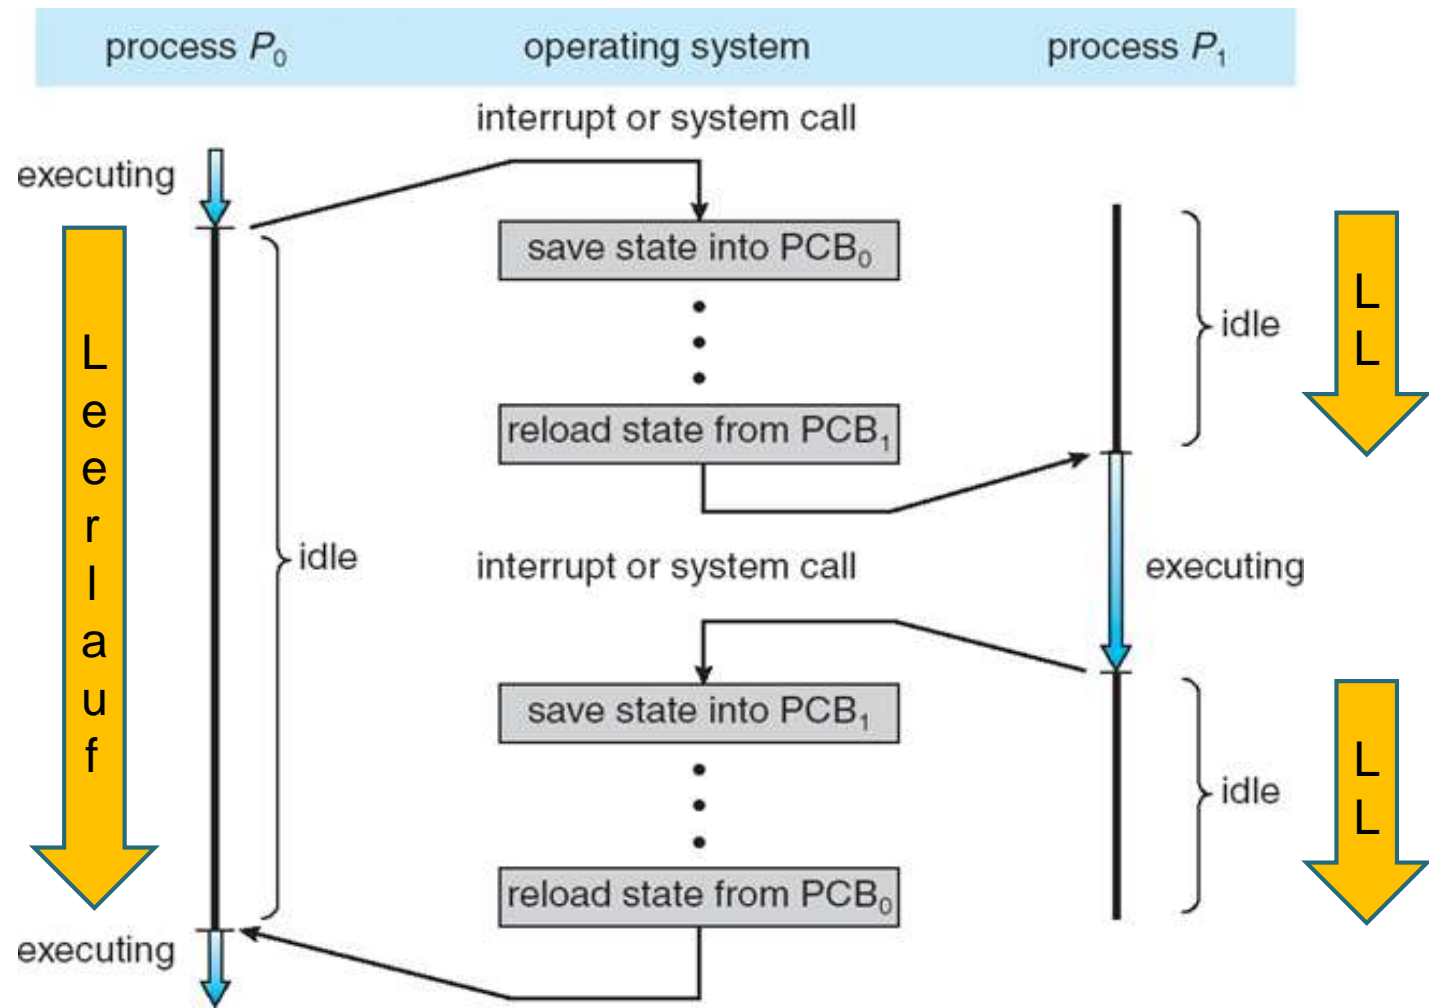 process P₀ operating system process P₁
interrupt or system call
executing
save state into PCB₀
idle
L
L
reload state from PCB₁
L
e
e
r
l
a
u
f
idle
interrupt or system call
executing
save state into PCB₁
idle
L
L
reload state from PCB₀
executing